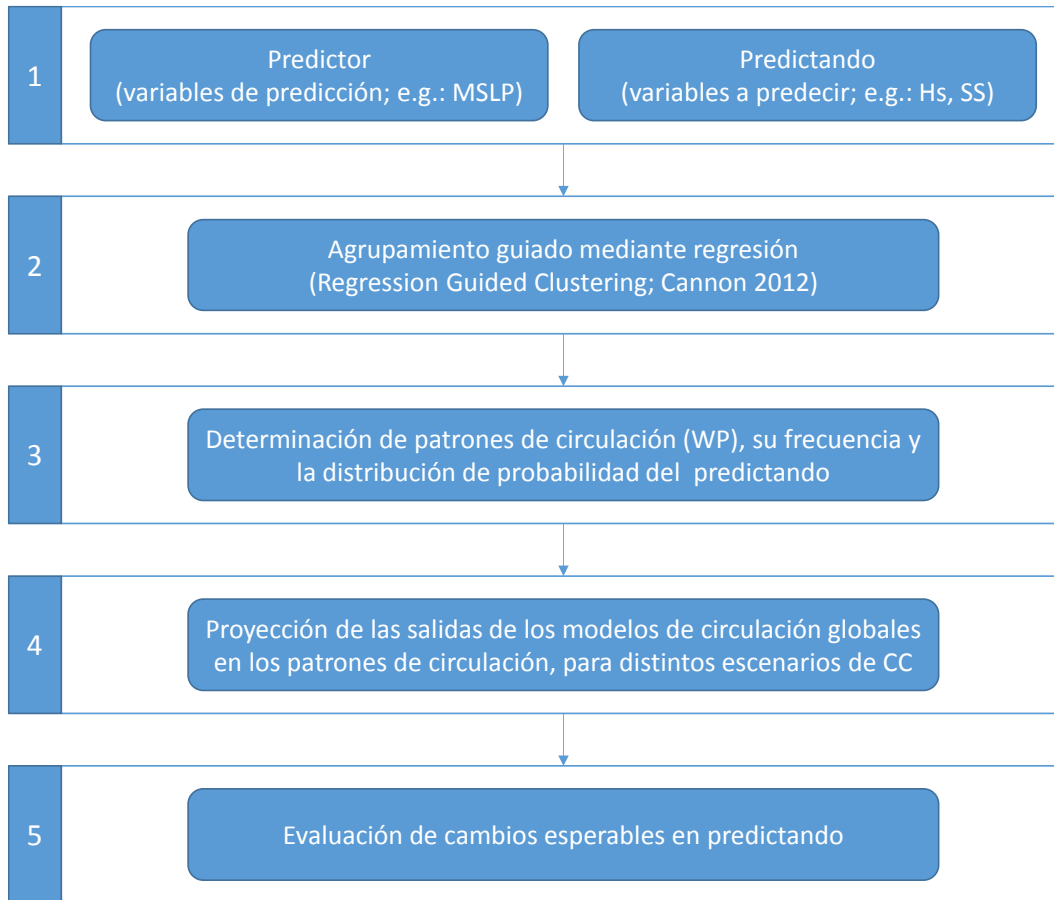 1
Predictor
(variables de predicción; e.g.: MSLP)
Predictando
(variables a predecir; e.g.: Hs, SS)
2
Agrupamiento guiado mediante regresión
(Regression Guided Clustering; Cannon 2012)
3
Determinación de patrones de circulación (WP), su frecuencia y
la distribución de probabilidad del predictando
4
Proyección de las salidas de los modelos de circulación globales
en los patrones de circulación, para distintos escenarios de CC
5
Evaluación de cambios esperables en predictando